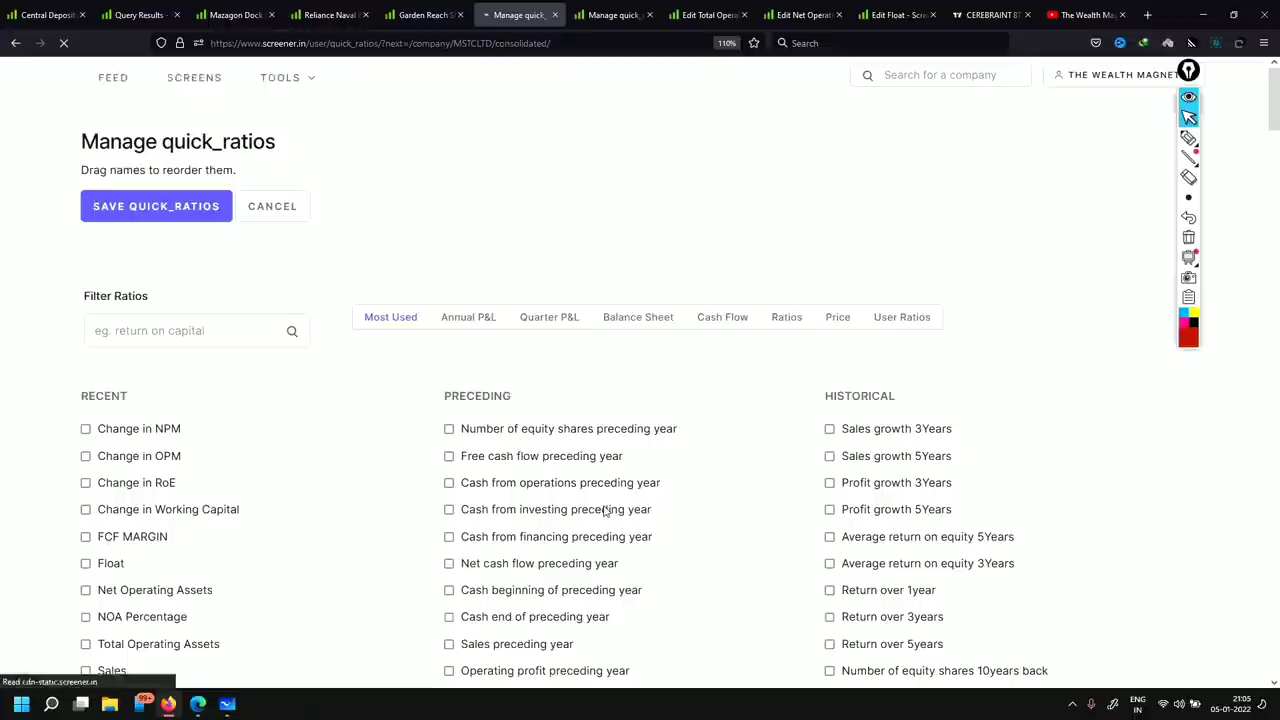 Central Deposit
Query Results -
Mazagon Dock
Reliance Naval
Garden Reach S
Manage quick_
Manage quick_
Edit Total Opera
Edit Net Operat
Edit Float - Scre
CEREBRAINT 87
The Wealth Mag
https://www.screener.in/user/quick_ratios/?next=/company/MSTCLTD/consolidated/
110%
Search
FEED
SCREENS
TOOLS
Search for a company
THE WEALTH MAGNET
Manage quick_ratios
Drag names to reorder them.
SAVE QUICK_RATIOS
CANCEL
Filter Ratios
eg. return on capital
Most Used
Annual P&L
Quarter P&L
Balance Sheet
Cash Flow
Ratios
Price
User Ratios
RECENT
Change in NPM
Change in OPM
Change in RoE
Change in Working Capital
FCF MARGIN
Float
Net Operating Assets
NOA Percentage
Total Operating Assets
Sales
PRECEDING
Number of equity shares preceding year
Free cash flow preceding year
Cash from operations preceding year
Cash from investing preceding year
Cash from financing preceding year
Net cash flow preceding year
Cash beginning of preceding year
Cash end of preceding year
Sales preceding year
Operating profit preceding year
HISTORICAL
Sales growth 3Years
Sales growth 5Years
Profit growth 3Years
Profit growth 5Years
Average return on equity 5Years
Average return on equity 3Years
Return over 1year
Return over 3years
Return over 5years
Number of equity shares 10years back
Read cdn-static.screener.in
99+
ENG
IN
21:05
05-01-2022